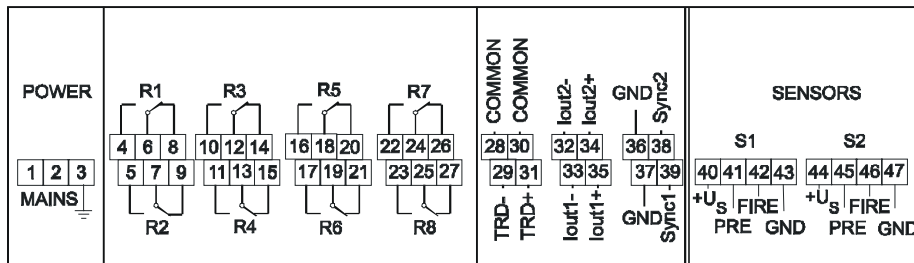 POWER
R1 R3 R5 R7
COMMON COMMON
Iout2- Iout2+
GND Sync2
SENSORS
S1 S2
4 6 8 10 12 14 16 18 20 22 24 26 28 30 32 34 36 38
1 2 3 5 7 9 11 13 15 17 19 21 23 25 27 29 31 33 35 37 39 40 41 42 43 44 45 46 47
MAINS
R2 R4 R6 R8
TRD- TRD+
Iout1- Iout1+
GND Sync1-
+US FIRE +US FIRE
PRE GND PRE GND